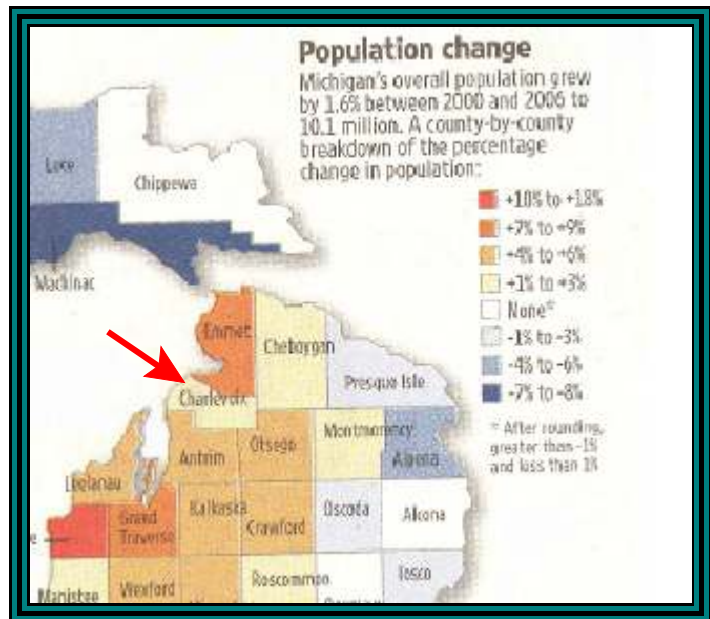 Population change
Michigan's overall population grew
by 1.6% between 2000 and 2006 to
10.1 million. A county-by-county
breakdown of the percentage
change in population:
+10% to +18%
+7% to +9%
+4% to +6%
+1% to +3%
None*
-1% to -3%
-4% to -6%
-7% to -8%
* After rounding,
greater than -1%
and less than 1%
Luce
Chippewa
Mackinac
Emmet
Cheboygan
Presque Isle
Charlevoix
Montmorency
Alpena
Antrim
Otsego
Leelanau
Kalkaska
Crawford
Oscoda
Alcona
Grand
Traverse
Manistee
Wexford
Roscommon
Iosco